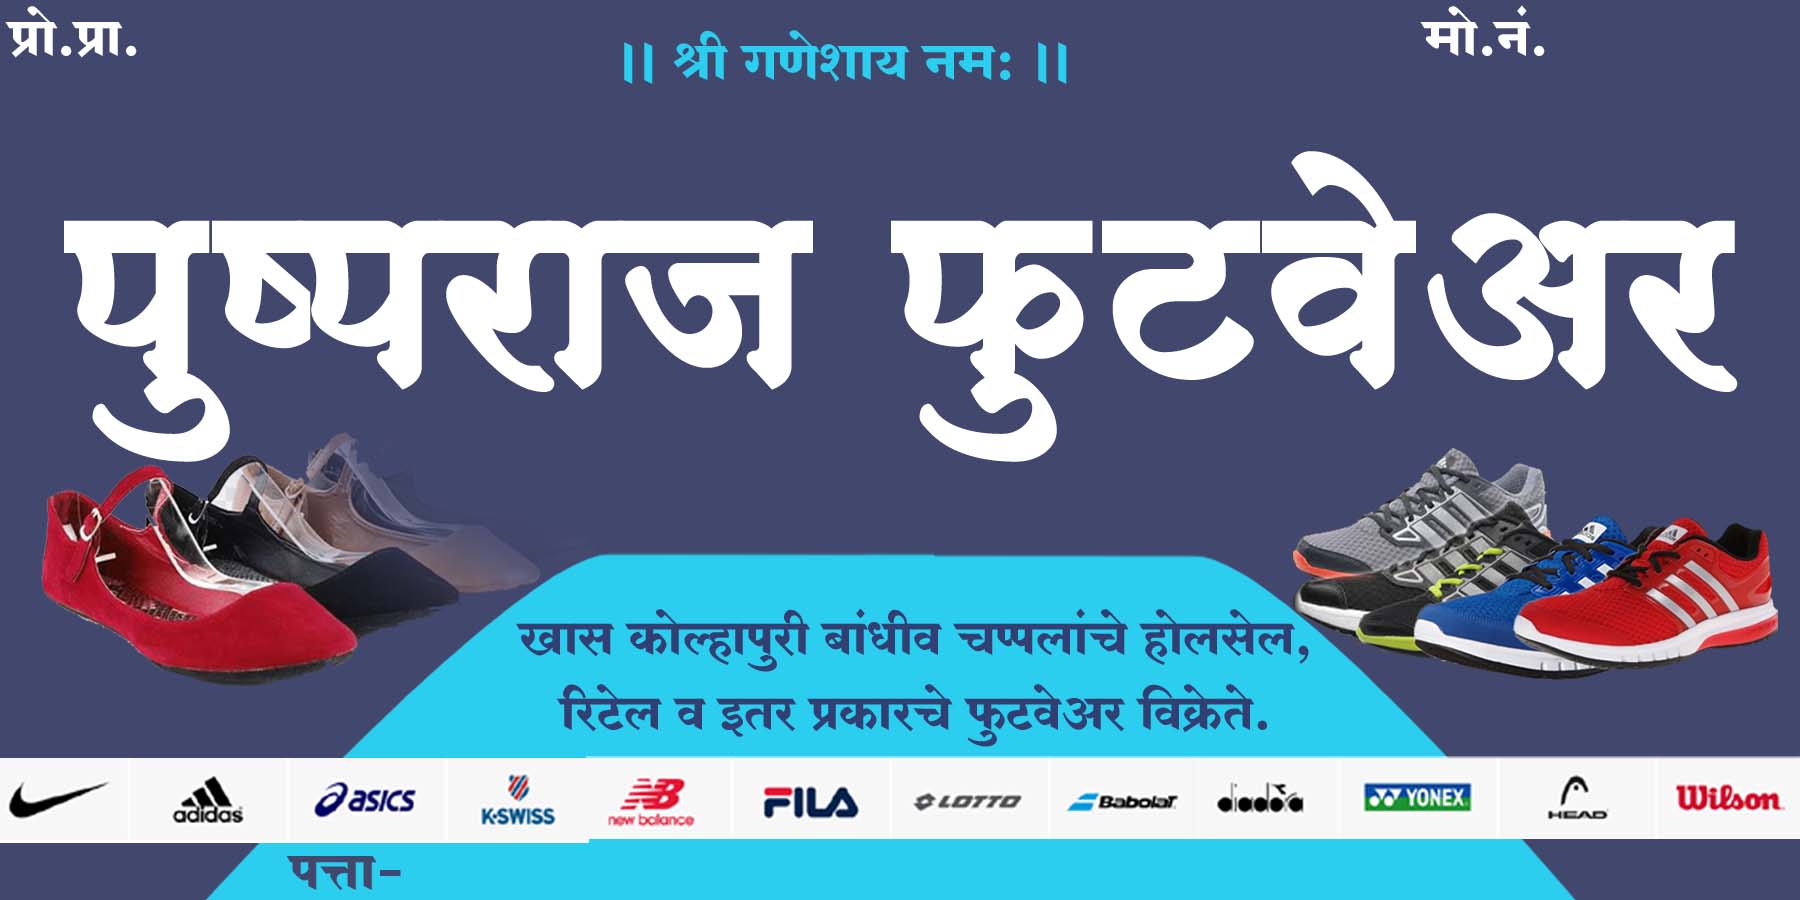 प्रो.प्रा.
मो.नं.
।। श्री गणेशाय नमः ।।
पुष्पराज फुटवेअर
खास कोल्हापुरी बांधीव चप्पलांचे होलसेल,
रिटेल व इतर प्रकारचे फुटवेअर विक्रेते.
adidas asics K-SWISS NB new balance FILA LOTTO Babolat diadora YONEX HEAD Wilson
पत्ता-